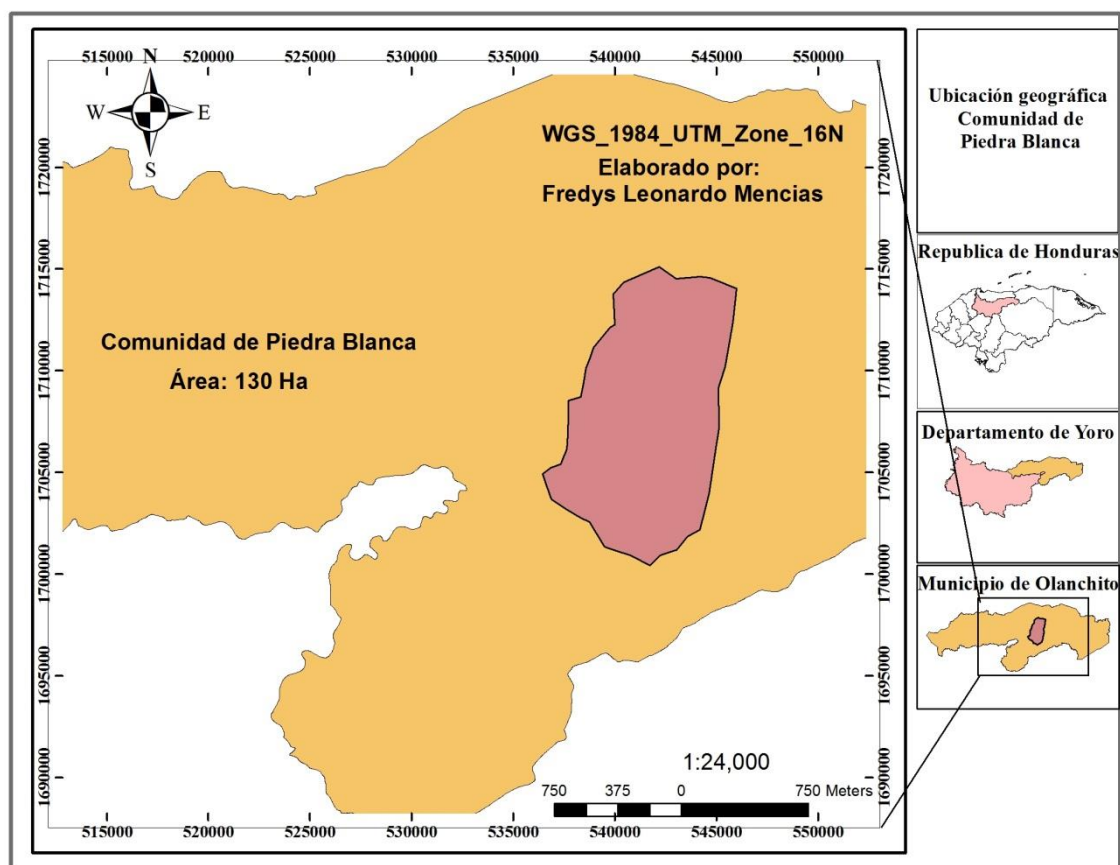 515000 520000 525000 530000 535000 540000 545000 550000
N
W E
S
WGS_1984_UTM_Zone_16N
Elaborado por:
Fredys Leonardo Mencias
Comunidad de Piedra Blanca
Área: 130 Ha
1720000
1715000
1710000
1705000
1700000
1695000
1690000
1:24,000
750 375 0 750 Meters
1720000
1715000
1710000
1705000
1700000
1695000
1690000
515000 520000 525000 530000 535000 540000 545000 550000
Ubicación geográfica
Comunidad de
Piedra Blanca
Republica de Honduras
Departamento de Yoro
Municipio de Olanchito